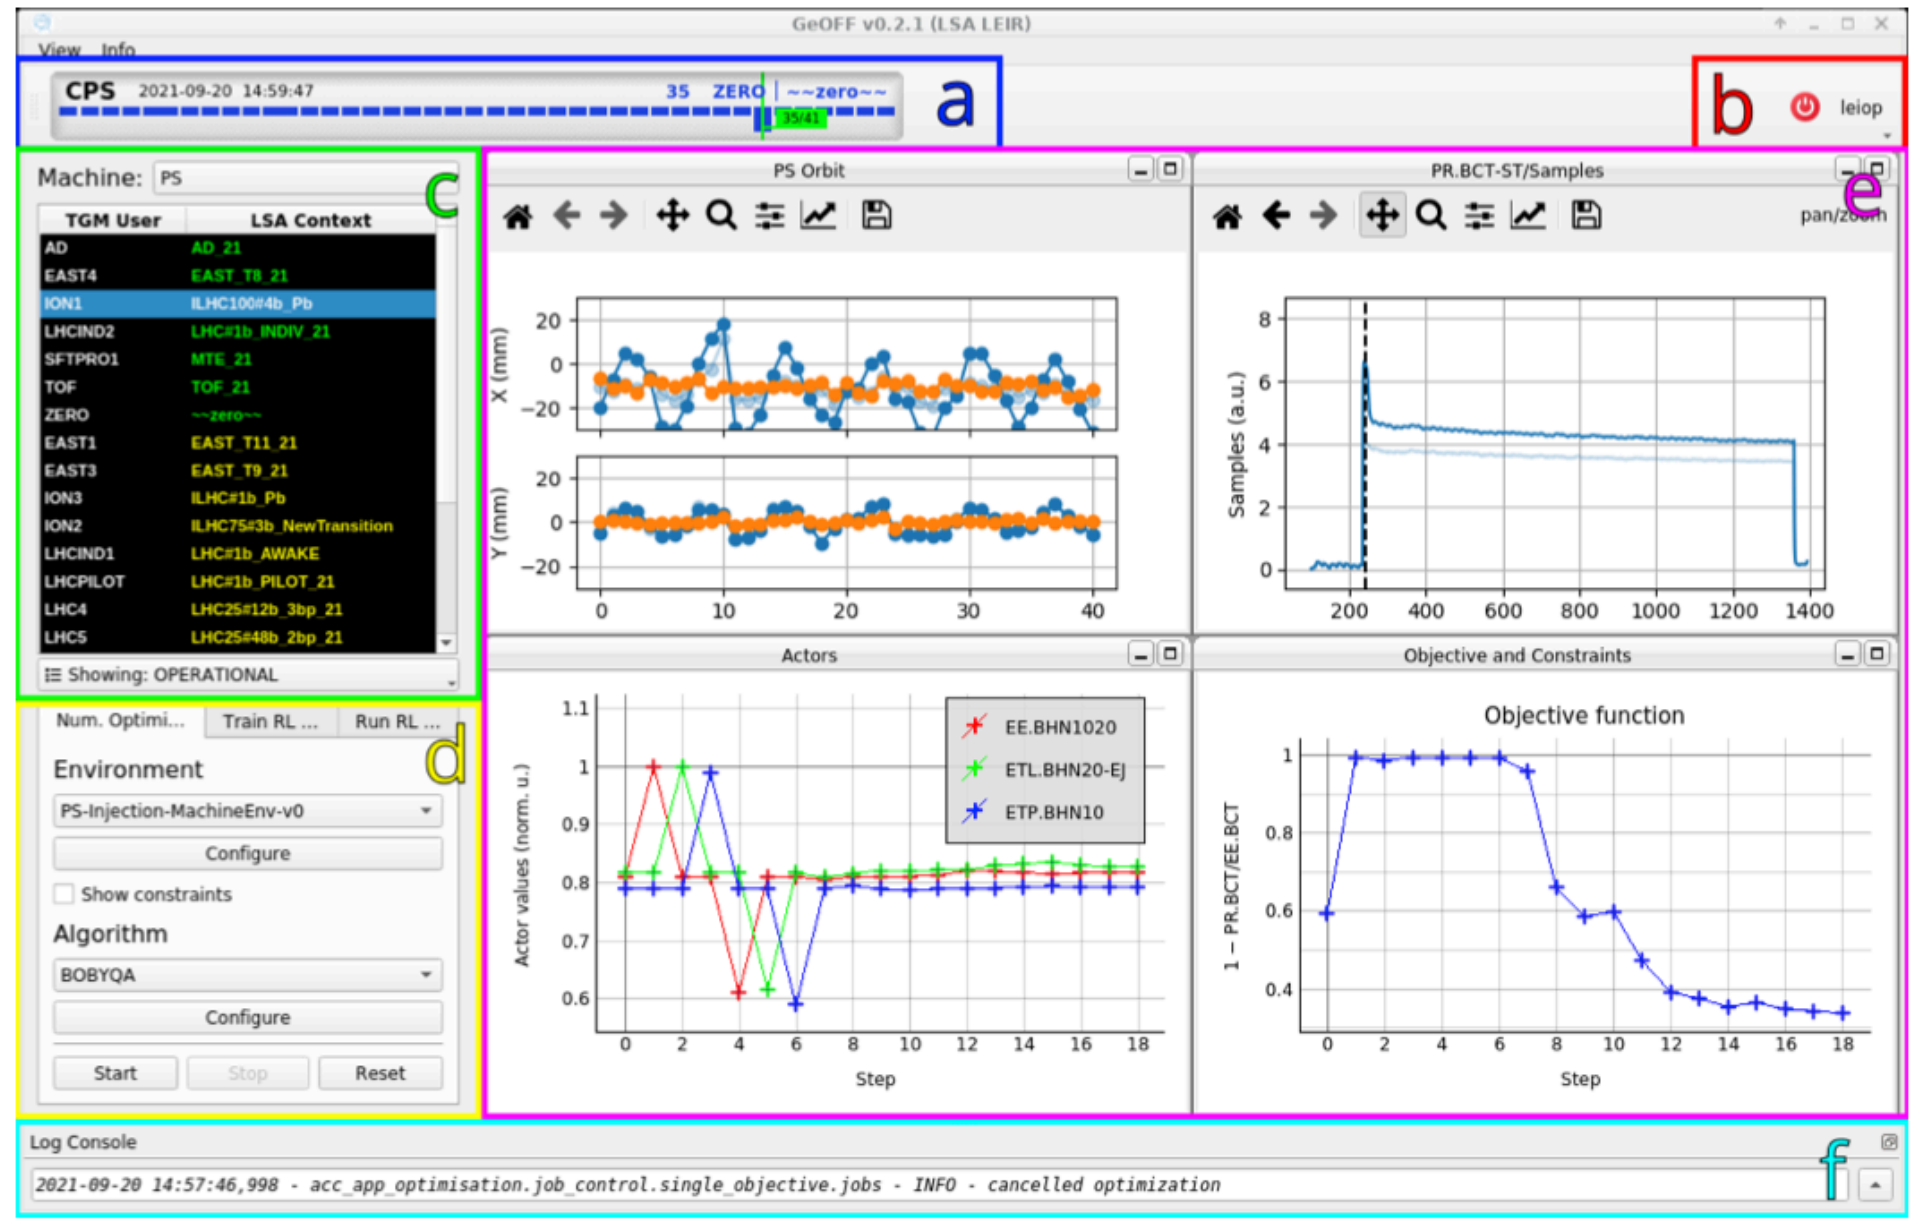 GeOFF v0.2.1 (LSA LEIR)
View Info
CPS 2021-09-20 14:59:47 35 ZERO ~~zero~~
35/41
a
b
leiop
Machine: PS
c
TGM User LSA Context
AD AD_21
EAST4 EAST_T8_21
ION1 ILHC100#4b_Pb
LHCIND2 LHC#1b_INDIV_21
SFTPRO1 MTE_21
TOF TOF_21
ZERO ~~zero~~
EAST1 EAST_T11_21
EAST3 EAST_T9_21
ION3 ILHC#1b_Pb
ION2 ILHC75#3b_NewTransition
LHCIND1 LHC#1b_AWAKE
LHCPILOT LHC#1b_PILOT_21
LHC4 LHC25#12b_3bp_21
LHC5 LHC25#48b_2bp_21
Showing: OPERATIONAL
Num. Optimi... Train RL ... Run RL ...
d
Environment
PS-Injection-MachineEnv-v0
Configure
Show constraints
Algorithm
BOBYQA
Configure
Start Stop Reset
PS Orbit
X (mm)
20
0
−20
Y (mm)
20
0
−20
0 10 20 30 40
PR.BCT-ST/Samples
e
pan/zoom
Samples (a.u.)
8
6
4
2
0
200 400 600 800 1000 1200 1400
Actors
Actor values (norm. u.)
1.1
1
0.9
0.8
0.7
0.6
EE.BHN1020
ETL.BHN20-EJ
ETP.BHN10
0 2 4 6 8 10 12 14 16 18
Step
Objective and Constraints
Objective function
1 − PR.BCT/EE.BCT
1
0.8
0.6
0.4
0 2 4 6 8 10 12 14 16 18
Step
Log Console
f
2021-09-20 14:57:46,998 - acc_app_optimisation.job_control.single_objective.jobs - INFO - cancelled optimization